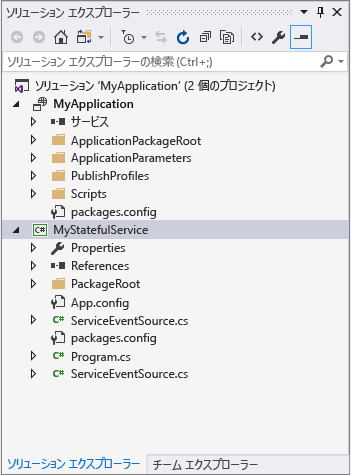 ソリューション エクスプローラー
ソリューション エクスプローラーの検索 (Ctrl+;)
ソリューション 'MyApplication' (2 個のプロジェクト)
MyApplication
サービス
ApplicationPackageRoot
ApplicationParameters
PublishProfiles
Scripts
packages.config
C# MyStatefulService
Properties
References
PackageRoot
App.config
C# ServiceEventSource.cs
packages.config
C# Program.cs
C# ServiceEventSource.cs
ソリューション エクスプローラー チーム エクスプローラー